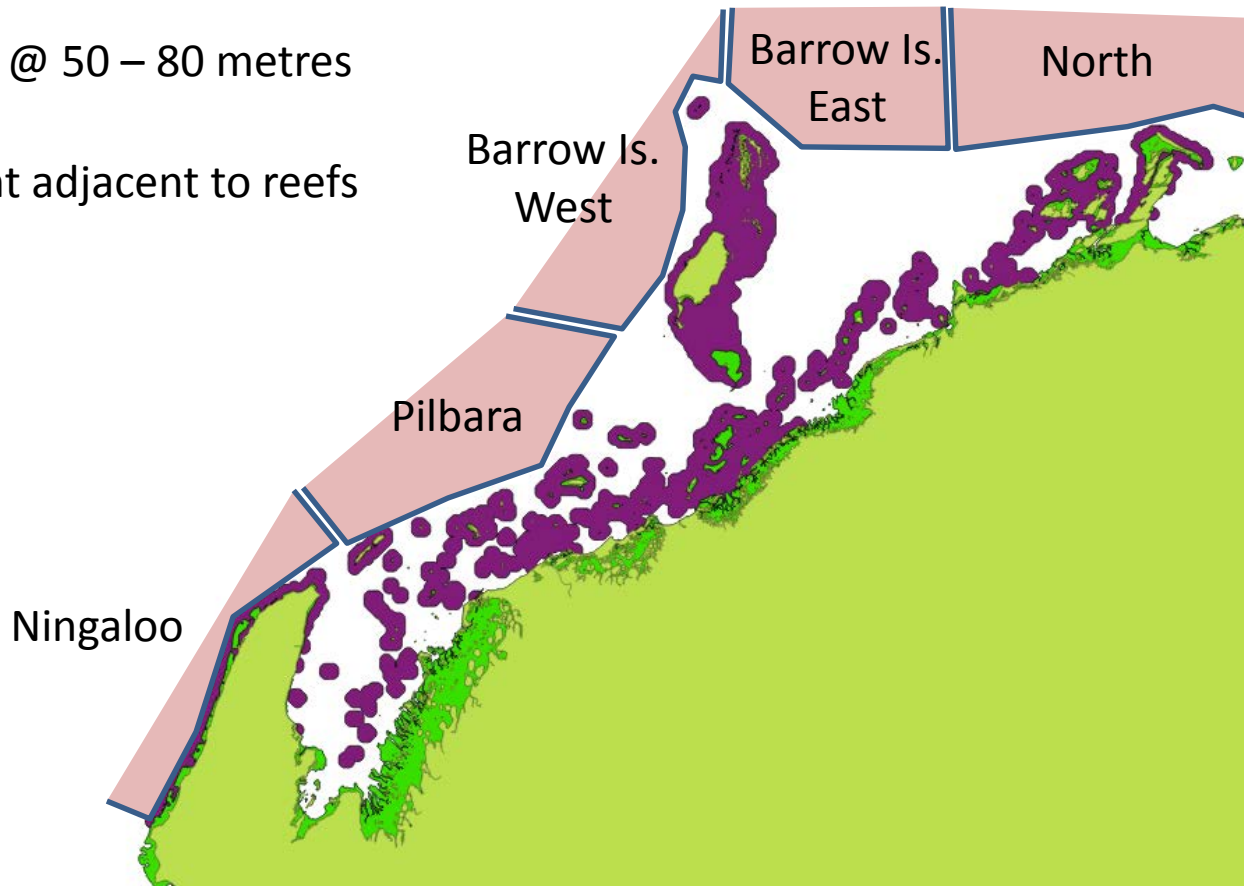 @ 50 – 80 metres
t adjacent to reefs
Barrow Is.
West
Barrow Is.
East
North
Pilbara
Ningaloo